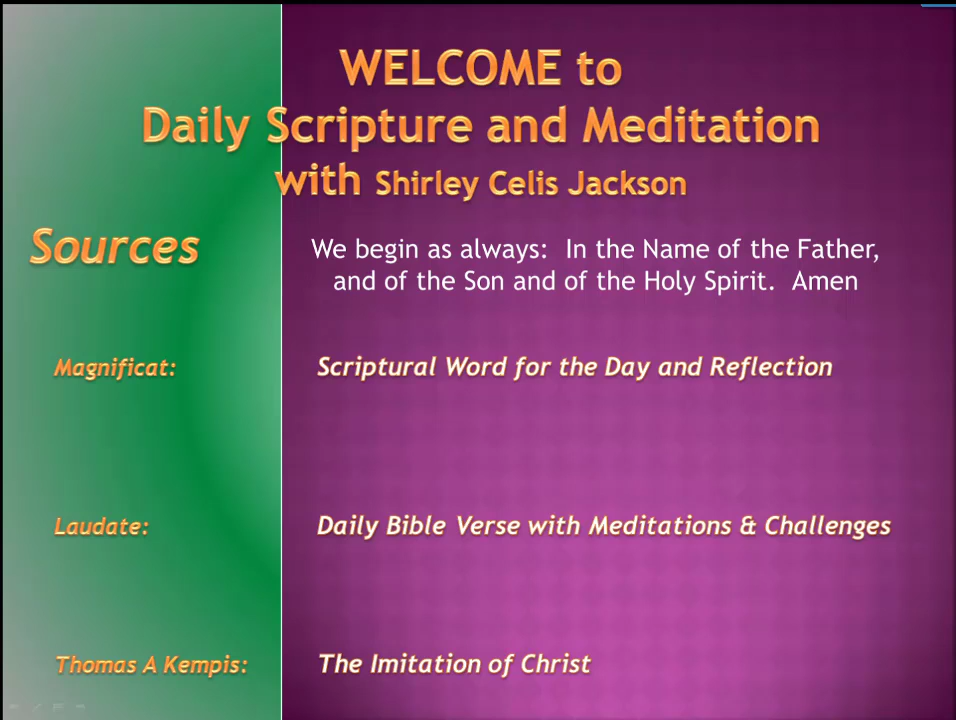 WELCOME to
Daily Scripture and Meditation
with Shirley Celis Jackson
Sources
We begin as always:  In the Name of the Father,
and of the Son and of the Holy Spirit.  Amen
Magnificat: Scriptural Word for the Day and Reflection
Laudate: Daily Bible Verse with Meditations & Challenges
Thomas A Kempis: The Imitation of Christ